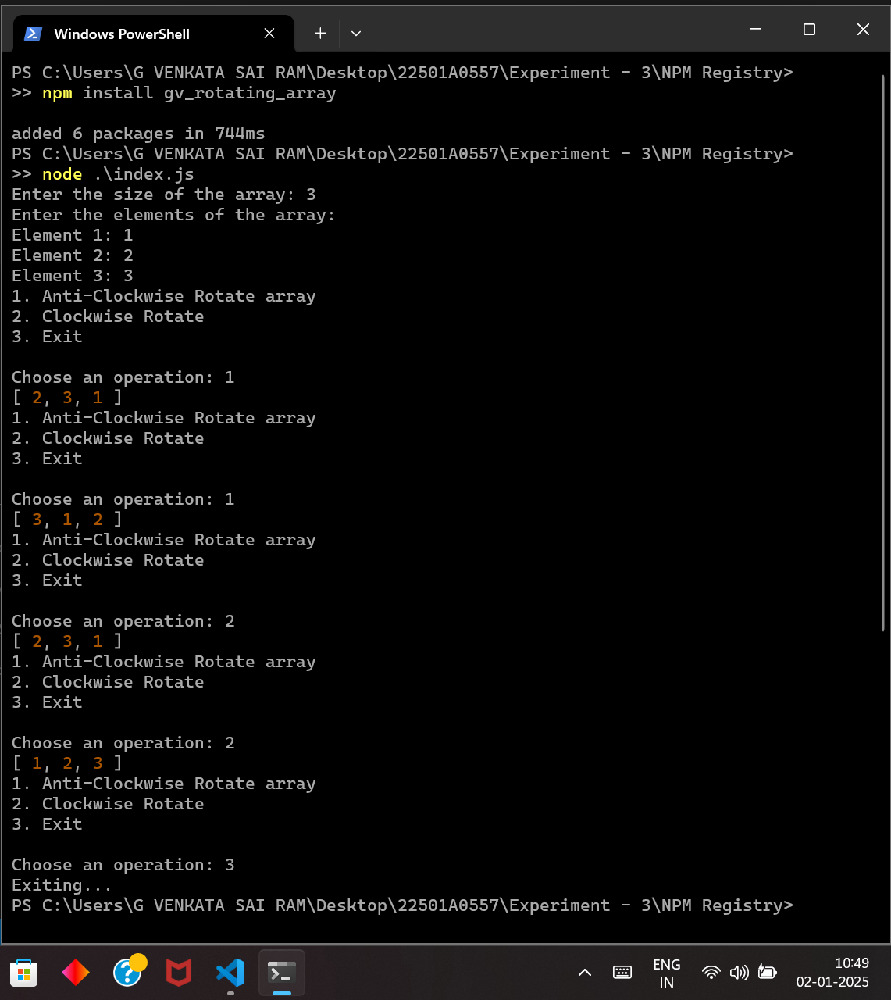 Windows PowerShell
PS C:\Users\G VENKATA SAI RAM\Desktop\22501A0557\Experiment - 3\NPM Registry>
>> npm install gv_rotating_array
added 6 packages in 744ms
PS C:\Users\G VENKATA SAI RAM\Desktop\22501A0557\Experiment - 3\NPM Registry>
>> node .\index.js
Enter the size of the array: 3
Enter the elements of the array:
Element 1: 1
Element 2: 2
Element 3: 3
1. Anti-Clockwise Rotate array
2. Clockwise Rotate
3. Exit
Choose an operation: 1
[ 2, 3, 1 ]
1. Anti-Clockwise Rotate array
2. Clockwise Rotate
3. Exit
Choose an operation: 1
[ 3, 1, 2 ]
1. Anti-Clockwise Rotate array
2. Clockwise Rotate
3. Exit
Choose an operation: 2
[ 2, 3, 1 ]
1. Anti-Clockwise Rotate array
2. Clockwise Rotate
3. Exit
Choose an operation: 2
[ 1, 2, 3 ]
1. Anti-Clockwise Rotate array
2. Clockwise Rotate
3. Exit
Choose an operation: 3
Exiting...
PS C:\Users\G VENKATA SAI RAM\Desktop\22501A0557\Experiment - 3\NPM Registry>
ENG
IN
10:49
02-01-2025